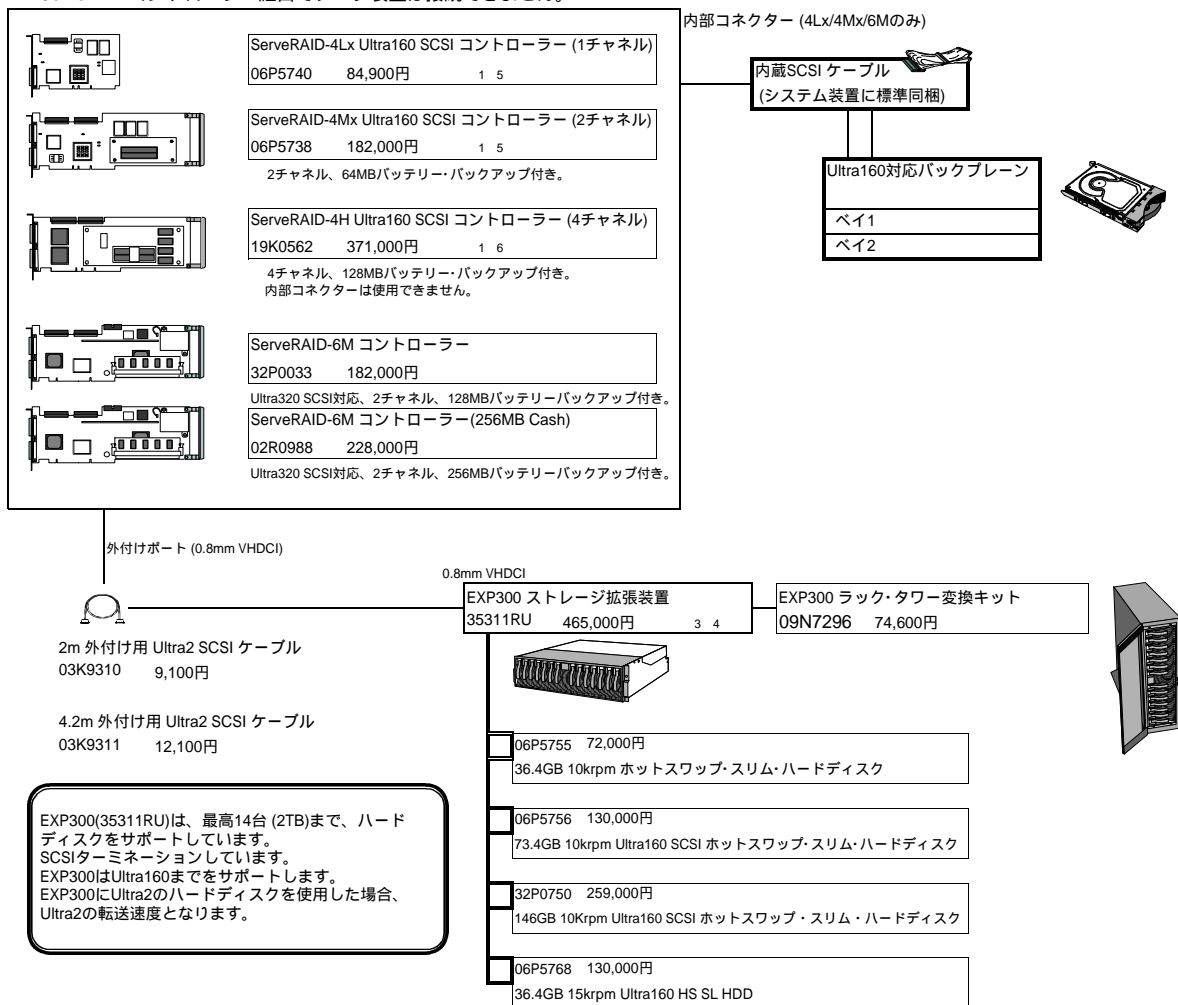 内部コネクター (4Lx/4Mx/6Mのみ)
ServeRAID-4Lx Ultra160 SCSI コントローラー (1チャネル)
06P5740 84,900円 1 5
内蔵SCSI ケーブル
(システム装置に標準同梱)
ServeRAID-4Mx Ultra160 SCSI コントローラー (2チャネル)
06P5738 182,000円 1 5
2チャネル、64MBバッテリー・バックアップ付き。
Ultra160対応バックプレーン
ベイ1
ベイ2
ServeRAID-4H Ultra160 SCSI コントローラー (4チャネル)
19K0562 371,000円 1 6
4チャネル、128MBバッテリー・バックアップ付き。
内部コネクターは使用できません。
ServeRAID-6M コントローラー
32P0033 182,000円
Ultra320 SCSI対応、2チャネル、128MBバッテリーバックアップ付き。
ServeRAID-6M コントローラー(256MB Cash)
02R0988 228,000円
Ultra320 SCSI対応、2チャネル、256MBバッテリーバックアップ付き。
外付けポート (0.8mm VHDCI)
0.8mm VHDCI
EXP300 ストレージ拡張装置
35311RU 465,000円 3 4
EXP300 ラック・タワー変換キット
09N7296 74,600円
2m 外付け用 Ultra2 SCSI ケーブル
03K9310 9,100円
4.2m 外付け用 Ultra2 SCSI ケーブル
03K9311 12,100円
06P5755 72,000円
36.4GB 10krpm ホットスワップ・スリム・ハードディスク
06P5756 130,000円
73.4GB 10krpm Ultra160 SCSI ホットスワップ・スリム・ハードディスク
32P0750 259,000円
146GB 10Krpm Ultra160 SCSI ホットスワップ・スリム・ハードディスク
06P5768 130,000円
36.4GB 15krpm Ultra160 HS SL HDD
EXP300(35311RU)は、最高14台 (2TB)まで、ハード
ディスクをサポートしています。
SCSIターミネーションしています。
EXP300はUltra160までをサポートします。
EXP300にUltra2のハードディスクを使用した場合、
Ultra2の転送速度となります。